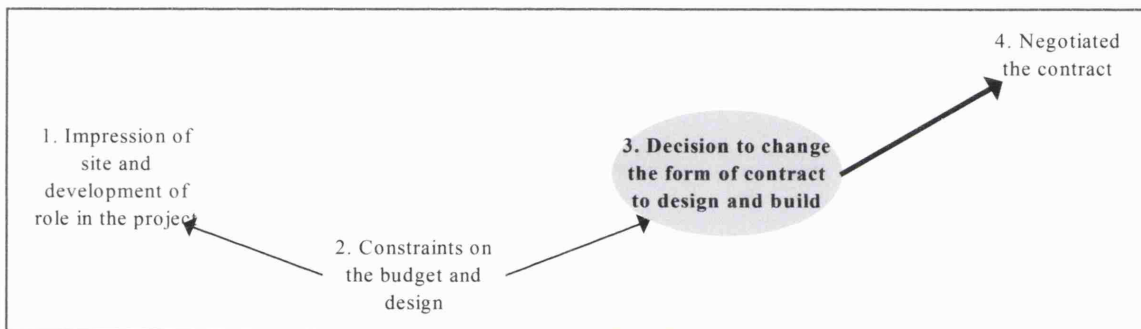 1. Impression of
site and
development of
role in the project
2. Constraints on
the budget and
design
3. Decision to change
the form of contract
to design and build
4. Negotiated
the contract